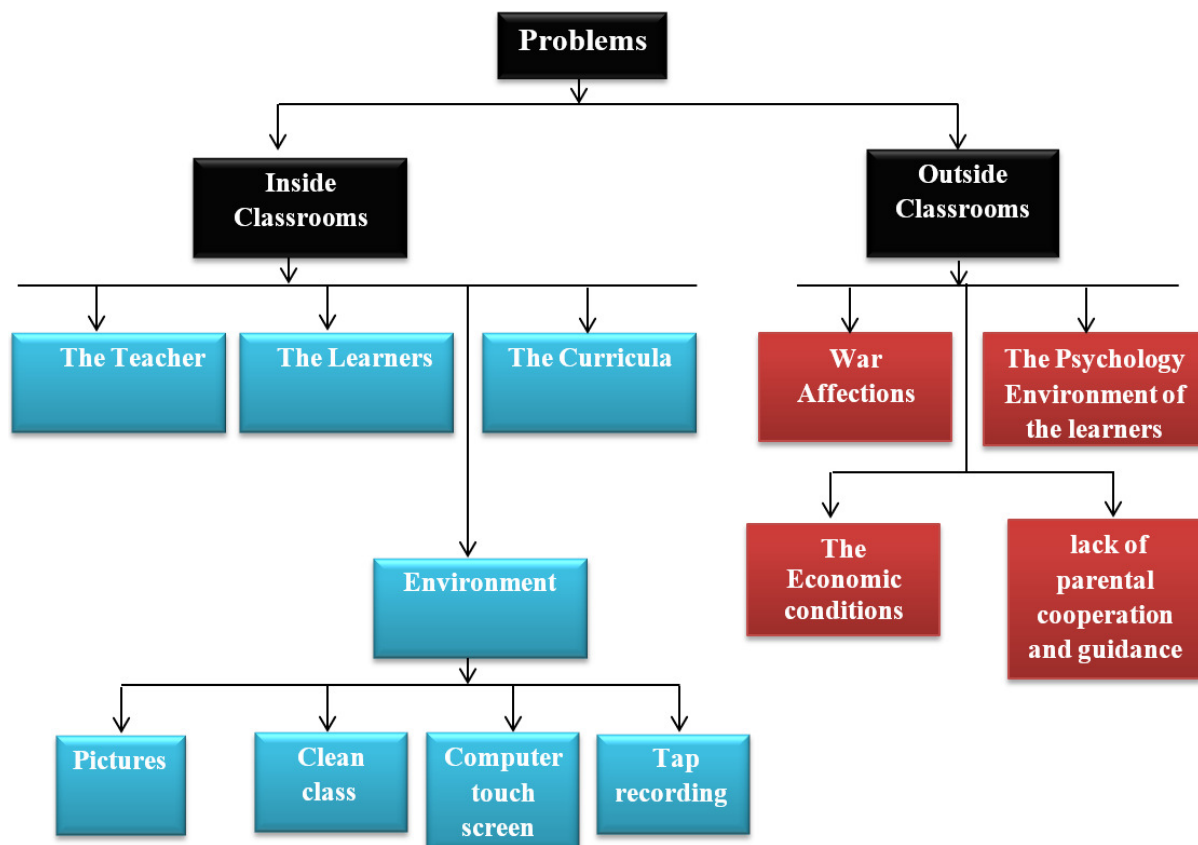 Problems
Inside
Classrooms
Outside
Classrooms
The Teacher
The Learners
The Curricula
War
Affections
The Psychology
Environment of
the learners
Environment
The
Economic
conditions
lack of
parental
cooperation
and guidance
Pictures
Clean
class
Computer
touch
screen
Tap
recording